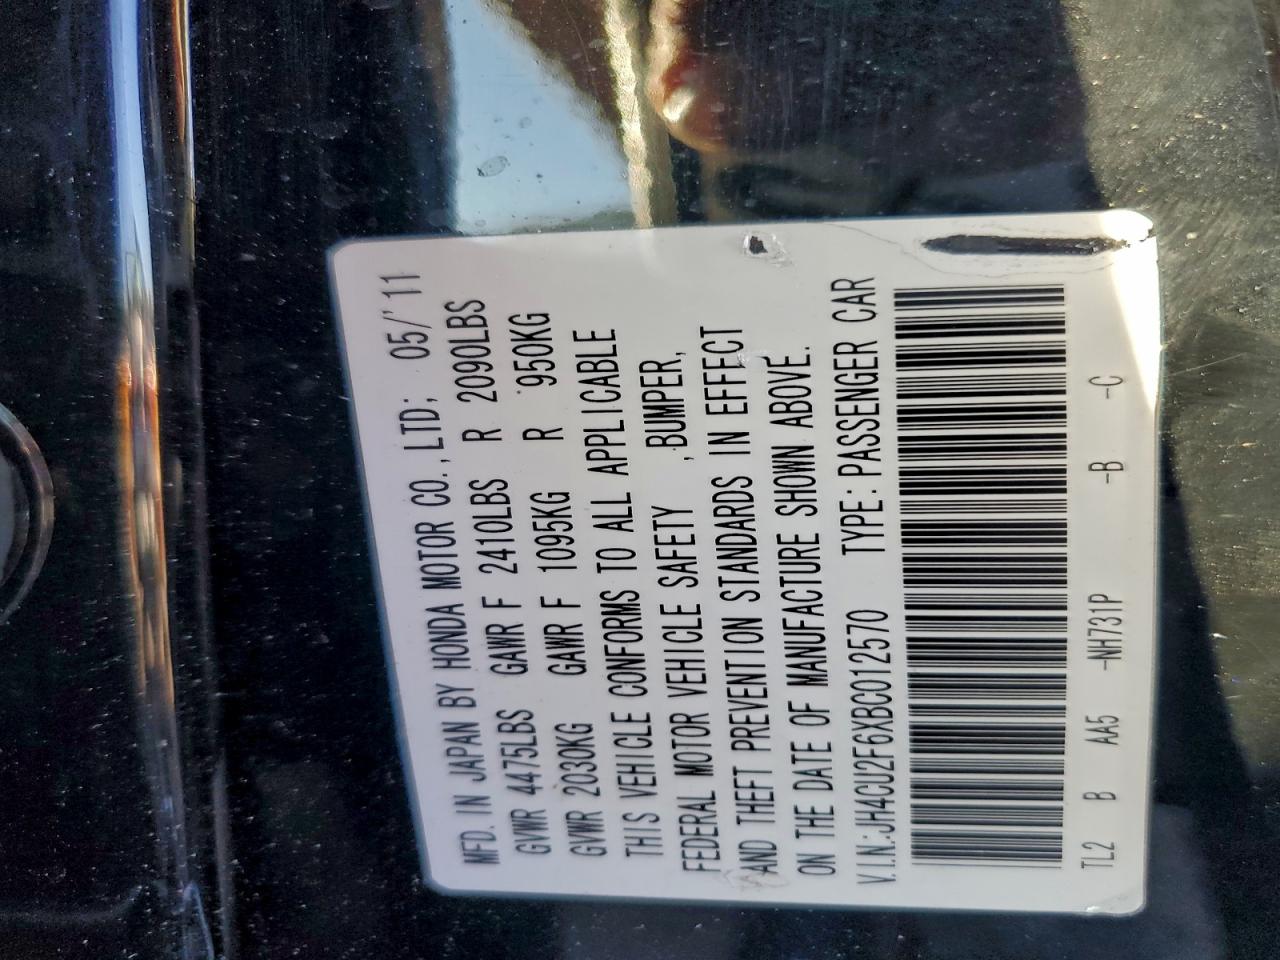 MFD. IN JAPAN BY HONDA MOTOR CO., LTD; 05/'11
GVWR 4475LBS GAWR F 2410LBS R 2090LBS
GVWR 2030KG GAWR F 1095KG R 950KG
THIS VEHICLE CONFORMS TO ALL APPLICABLE
FEDERAL MOTOR VEHICLE SAFETY ,BUMPER,
AND THEFT PREVENTION STANDARDS IN EFFECT
ON THE DATE OF MANUFACTURE SHOWN ABOVE.
V.I.N.:JH4CU2F6XBC012570 TYPE: PASSENGER CAR
TL2 B AA5 -NH731P -B -C